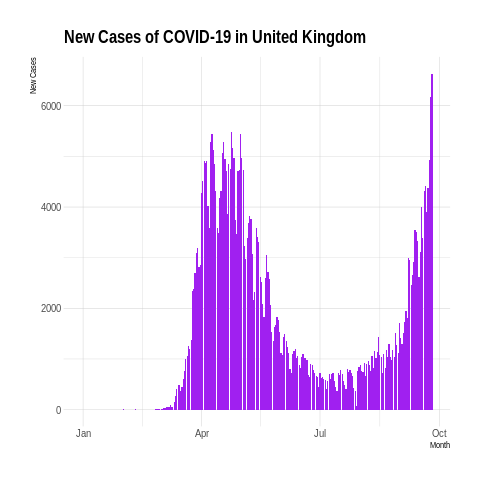 New Cases of COVID-19 in United Kingdom
New Cases
6000
4000
2000
0
Jan Apr Jul Oct
Month